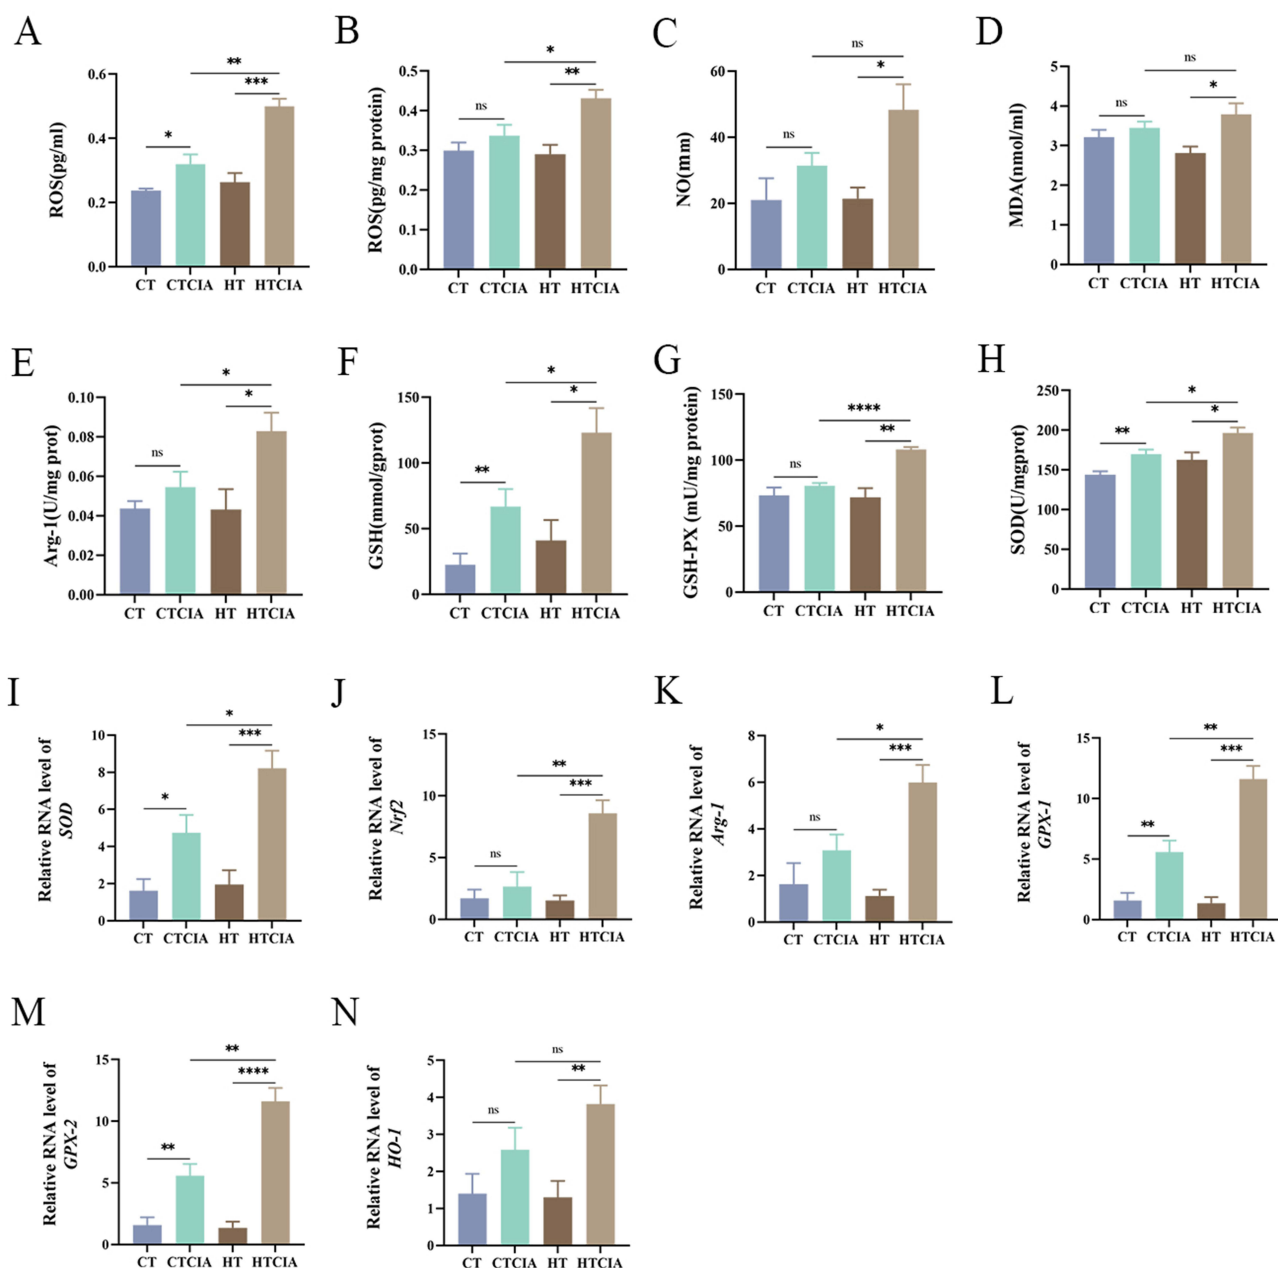 A
ROS(pg/ml)
0.6
0.4
0.2
0.0
**
***
*
CT CTCIA HT HTCIA
B
ROS(pg/mg protein)
0.5
0.4
0.3
0.2
0.1
0.0
*
**
ns
CT CTCIA HT HTCIA
C
NO(mm)
60
40
20
0
ns
*
ns
CT CTCIA HT HTCIA
D
MDA(nmol/ml)
5
4
3
2
1
0
ns
*
ns
CT CTCIA HT HTCIA
E
Arg-1(U/mg prot)
0.10
0.08
0.06
0.04
0.02
0.00
*
*
ns
CT CTCIA HT HTCIA
F
GSH(mmol/gprot)
150
100
50
0
*
*
**
CT CTCIA HT HTCIA
G
GSH-PX (mU/mg protein)
150
100
50
0
****
**
ns
CT CTCIA HT HTCIA
H
SOD(U/mgprot)
250
200
150
100
50
0
*
*
**
CT CTCIA HT HTCIA
I
Relative RNA level of
SOD
10
8
6
4
2
0
*
***
*
CT CTCIA HT HTCIA
J
Relative RNA level of
Nrf2
15
10
5
0
**
***
ns
CT CTCIA HT HTCIA
K
Relative RNA level of
Arg-1
8
6
4
2
0
*
***
ns
CT CTCIA HT HTCIA
L
Relative RNA level of
GPX-1
15
10
5
0
**
***
**
CT CTCIA HT HTCIA
M
Relative RNA level of
GPX-2
15
10
5
0
**
****
**
CT CTCIA HT HTCIA
N
Relative RNA level of
HO-1
5
4
3
2
1
0
ns
**
ns
CT CTCIA HT HTCIA